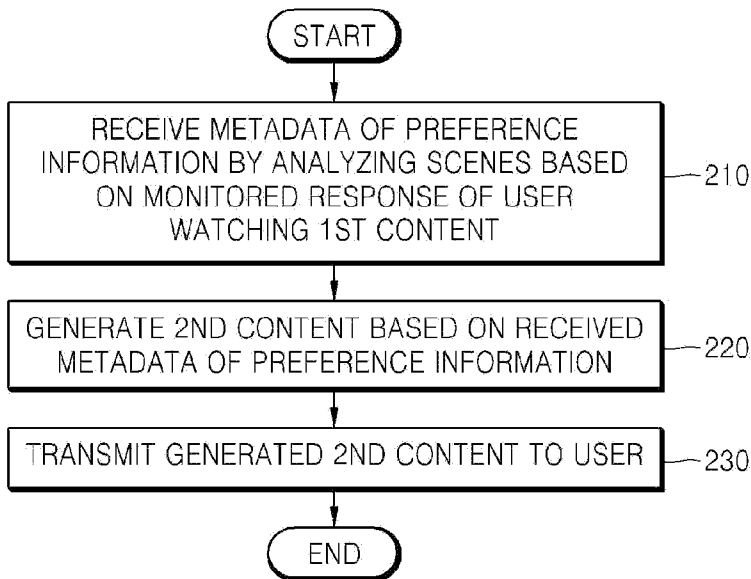 START
RECEIVE METADATA OF PREFERENCE
INFORMATION BY ANALYZING SCENES BASED
ON MONITORED RESPONSE OF USER
WATCHING 1ST CONTENT
210
GENERATE 2ND CONTENT BASED ON RECEIVED
METADATA OF PREFERENCE INFORMATION
220
TRANSMIT GENERATED 2ND CONTENT TO USER
230
END